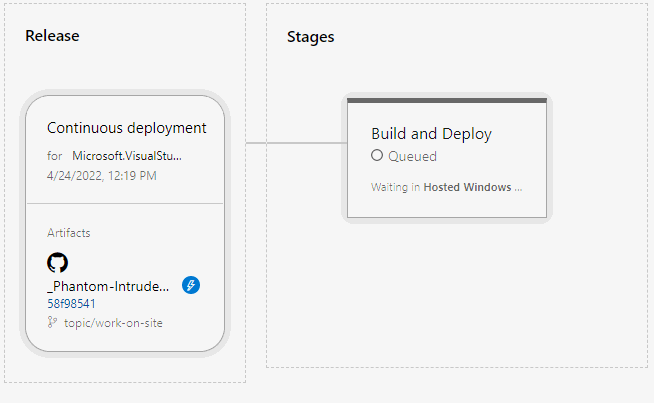 Release
Continuous deployment
for Microsoft.VisualStu...
4/24/2022, 12:19 PM
Artifacts
_Phantom-Intrude...
58f98541
topic/work-on-site
Stages
Build and Deploy
Queued
Waiting in Hosted Windows ...